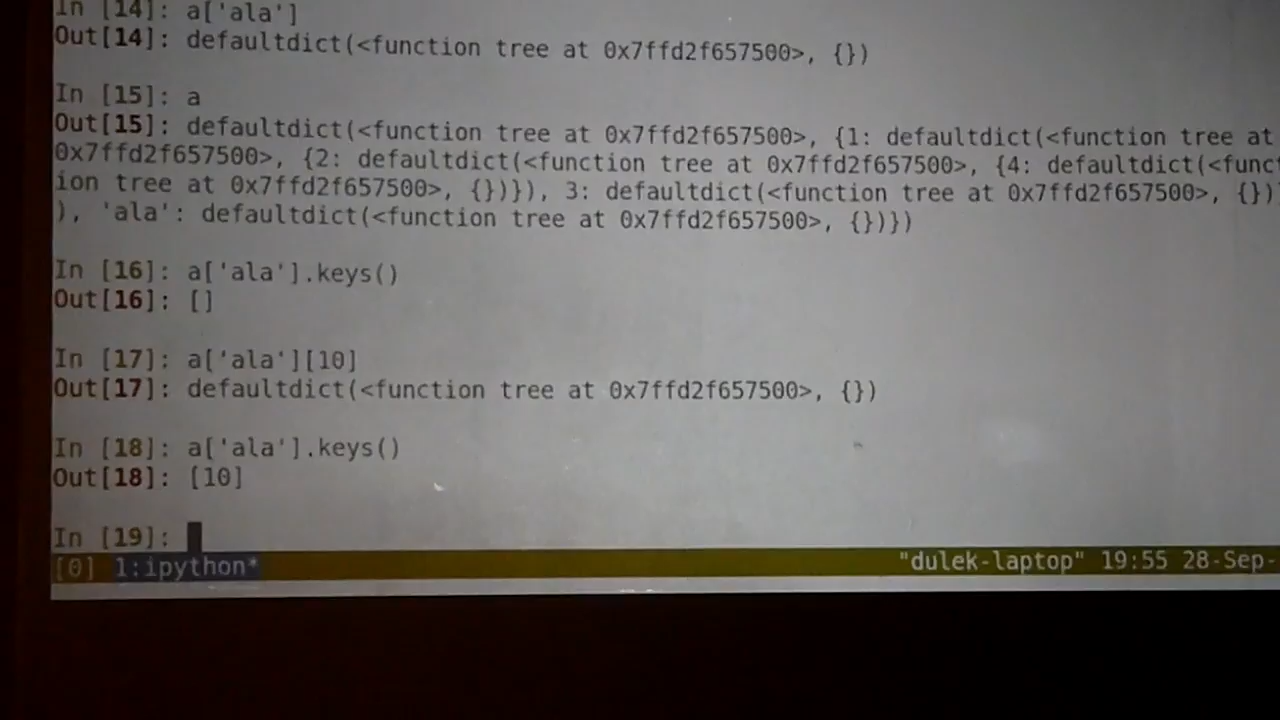 In [14]: a['ala']
Out[14]: defaultdict(<function tree at 0x7ffd2f657500>, {})
In [15]: a
Out[15]: defaultdict(<function tree at 0x7ffd2f657500>, {1: defaultdict(<function tree at
0x7ffd2f657500>, {2: defaultdict(<function tree at 0x7ffd2f657500>, {4: defaultdict(<funct
ion tree at 0x7ffd2f657500>, {})}), 3: defaultdict(<function tree at 0x7ffd2f657500>, {})
), 'ala': defaultdict(<function tree at 0x7ffd2f657500>, {})})
In [16]: a['ala'].keys()
Out[16]: []
In [17]: a['ala'][10]
Out[17]: defaultdict(<function tree at 0x7ffd2f657500>, {})
In [18]: a['ala'].keys()
Out[18]: [10]
In [19]:
[0] 1:ipython* "dulek-laptop" 19:55 28-Sep-